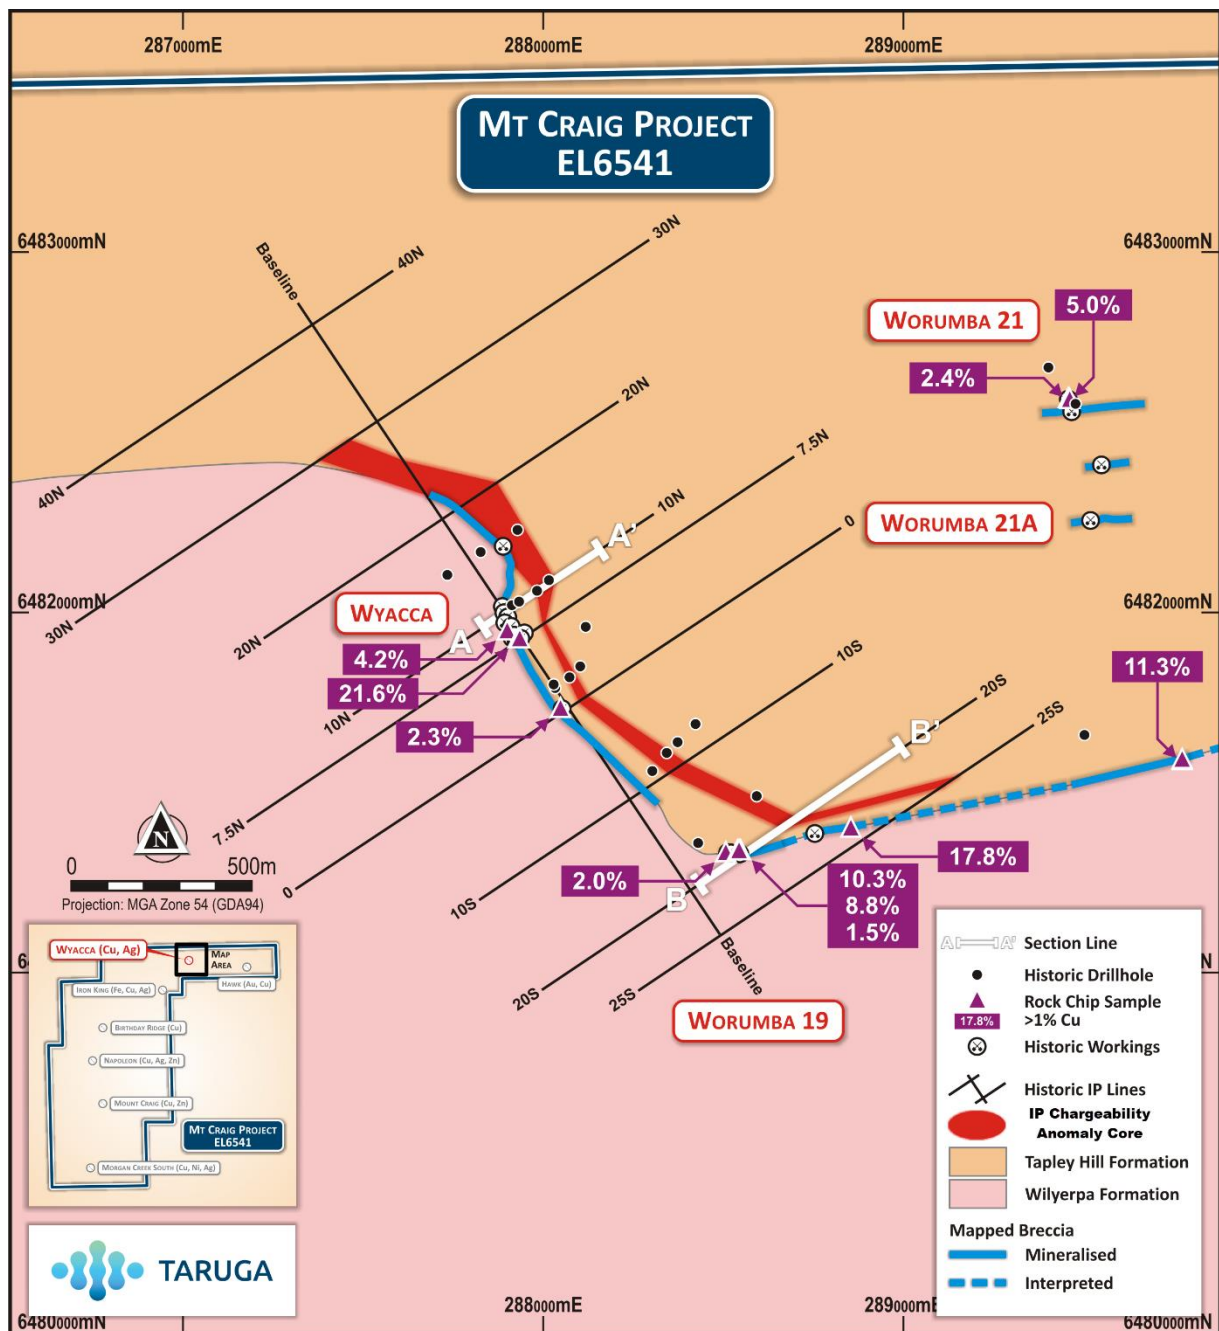 287000mE
288000mE
289000mE
MT CRAIG PROJECT
EL6541
6483000mN
6483000mN
Baseline
40N
30N
20N
7.5N
10N
0
10S
20S
25S
WORUMBA 21
5.0%
2.4%
WORUMBA 21A
40N
30N
20N
10N
7.5N
0
10S
20S
25S
A
A'
6482000mN
6482000mN
WYACCA
4.2%
21.6%
2.3%
11.3%
B
B'
2.0%
17.8%
10.3%
8.8%
1.5%
Baseline
WORUMBA 19
N
0
500m
Projection: MGA Zone 54 (GDA94)
WYACCA (Cu, Ag)
MAP
AREA
HAWK (Au, Cu)
IRON KING (Fe, Cu, Ag)
BIRTHDAY RIDGE (Cu)
NAPOLEON (Cu, Ag, Zn)
MOUNT CRAIG (Cu, Zn)
MT CRAIG PROJECT
EL6541
MORGAN CREEK SOUTH (Cu, Ni, Ag)
TARUGA
A A' Section Line
Historic Drillhole
Rock Chip Sample
17.8% >1% Cu
Historic Workings
Historic IP Lines
IP Chargeability
Anomaly Core
Tapley Hill Formation
Wilyerpa Formation
Mapped Breccia
Mineralised
Interpreted
6480000mN
288000mE
289000mE
6480000mN